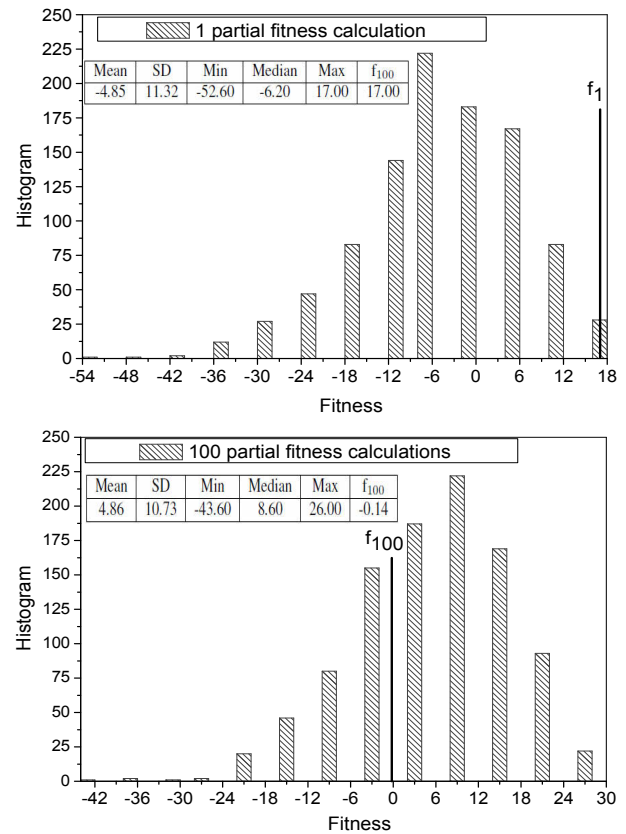 1 partial fitness calculation
Mean SD Min Median Max f100
-4.85 11.32 -52.60 -6.20 17.00 17.00
f1
250
225
200
175
150
125
100
75
50
25
0
Histogram
-54 -48 -42 -36 -30 -24 -18 -12 -6 0 6 12 18
Fitness
100 partial fitness calculations
Mean SD Min Median Max f100
4.86 10.73 -43.60 8.60 26.00 -0.14
f100
250
225
200
175
150
125
100
75
50
25
0
Histogram
-42 -36 -30 -24 -18 -12 -6 0 6 12 18 24 30
Fitness